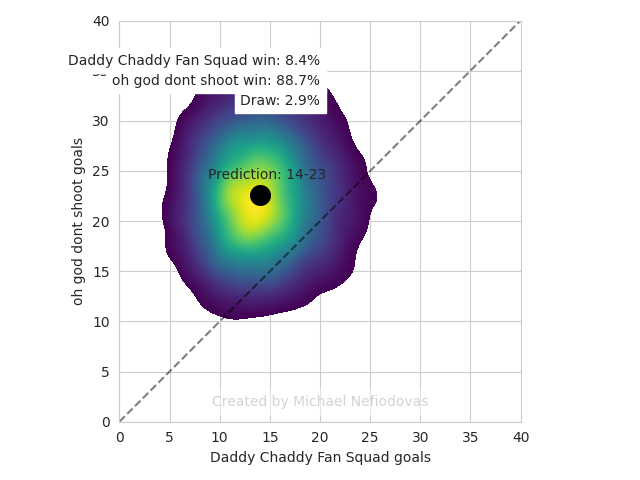 40
Daddy Chaddy Fan Squad win: 8.4%
oh god dont shoot win: 88.7%
Draw: 2.9%
30
25
Prediction: 14-23
20
15
10
5
0
oh god dont shoot goals
Created by Michael Nefiodovas
0 5 10 15 20 25 30 35 40
Daddy Chaddy Fan Squad goals